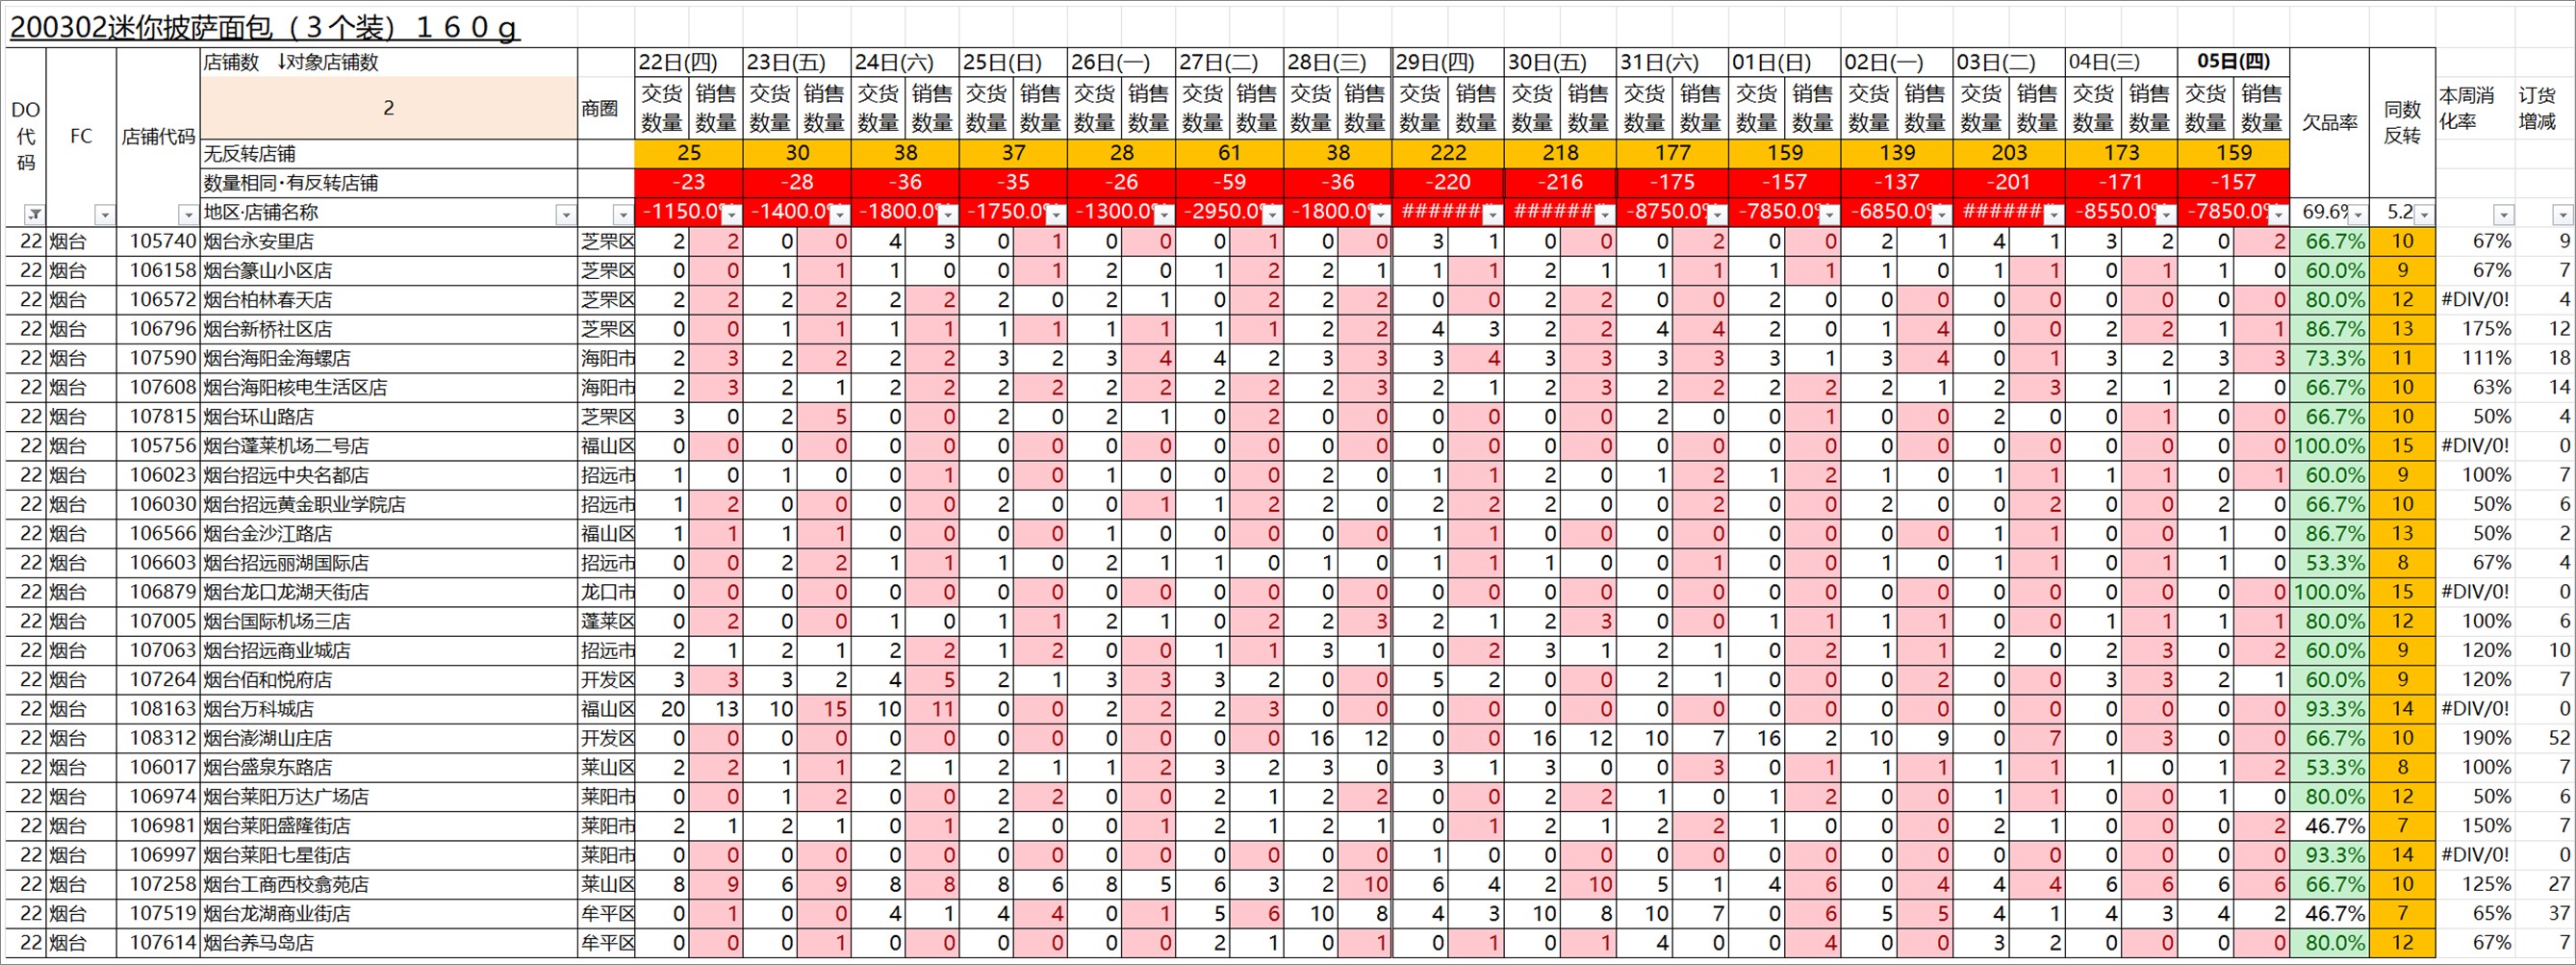 200302迷你披萨面包（３个装）１６０ｇ
DO代码 FC 店铺代码 店铺数 ↓对象店铺数 商圈 22日(四) 23日(五) 24日(六) 25日(日) 26日(一) 27日(二) 28日(三) 29日(四) 30日(五) 31日(六) 01日(日) 02日(一) 03日(二) 04日(三) 05日(四) 欠品率 同数反转 本周消化率 订货增减
2 交货数量 销售数量 交货数量 销售数量 交货数量 销售数量 交货数量 销售数量 交货数量 销售数量 交货数量 销售数量 交货数量 销售数量 交货数量 销售数量 交货数量 销售数量 交货数量 销售数量 交货数量 销售数量 交货数量 销售数量 交货数量 销售数量 交货数量 销售数量 交货数量 销售数量
无反转店铺 25 30 38 37 28 61 38 222 218 177 159 139 203 173 159
数量相同·有反转店铺 -23 -28 -36 -35 -26 -59 -36 -220 -216 -175 -157 -137 -201 -171 -157
地区·店铺名称 -1150.0% -1400.0% -1800.0% -1750.0% -1300.0% -2950.0% -1800.0% ###### ###### -8750.0% -7850.0% -6850.0% ###### -8550.0% -7850.0% 69.6% 5.2
22 烟台 105740 烟台永安里店 芝罘区 2 2 0 0 4 3 0 1 0 0 0 1 0 0 3 1 0 0 0 2 0 0 2 1 4 1 3 2 0 2 66.7% 10 67% 9
22 烟台 106158 烟台篆山小区店 芝罘区 0 0 1 1 1 0 0 1 2 0 1 2 2 1 1 1 2 1 1 1 1 1 1 0 1 1 0 1 1 0 60.0% 9 67% 7
22 烟台 106572 烟台柏林春天店 芝罘区 2 2 2 2 2 2 2 0 2 1 0 2 2 2 0 0 2 2 0 0 2 0 0 0 0 0 0 0 0 0 80.0% 12 #DIV/0! 4
22 烟台 106796 烟台新桥社区店 芝罘区 0 0 1 1 1 1 1 1 1 1 1 1 2 2 4 3 2 2 4 4 2 0 1 4 0 0 2 2 1 1 86.7% 13 175% 12
22 烟台 107590 烟台海阳金海螺店 海阳市 2 3 2 2 2 2 3 2 3 4 4 2 3 3 3 4 3 3 3 3 3 1 3 4 0 1 3 2 3 3 73.3% 11 111% 18
22 烟台 107608 烟台海阳核电生活区店 海阳市 2 3 2 1 2 2 2 2 2 2 2 2 2 3 2 1 2 3 2 2 2 2 2 1 2 3 2 1 2 0 66.7% 10 63% 14
22 烟台 107815 烟台环山路店 芝罘区 3 0 2 5 0 0 2 0 2 1 0 2 0 0 0 0 0 0 2 0 0 1 0 0 2 0 0 1 0 0 66.7% 10 50% 4
22 烟台 105756 烟台蓬莱机场二号店 福山区 0 0 0 0 0 0 0 0 0 0 0 0 0 0 0 0 0 0 0 0 0 0 0 0 0 0 0 0 0 0 100.0% 15 #DIV/0! 0
22 烟台 106023 烟台招远中央名都店 招远市 1 0 1 0 0 1 0 0 1 0 0 0 2 0 1 1 2 0 1 2 1 2 1 0 1 1 1 1 0 1 60.0% 9 100% 7
22 烟台 106030 烟台招远黄金职业学院店 招远市 1 2 0 0 0 0 2 0 0 1 1 2 2 0 2 2 2 0 0 2 0 0 2 0 0 2 0 0 2 0 66.7% 10 50% 6
22 烟台 106566 烟台金沙江路店 福山区 1 1 1 1 0 0 0 0 1 0 0 0 0 0 1 1 0 0 0 0 0 0 0 0 1 1 0 0 1 0 86.7% 13 50% 2
22 烟台 106603 烟台招远丽湖国际店 招远市 0 0 2 2 1 1 1 0 2 1 1 0 1 0 1 1 1 0 0 1 0 0 1 0 1 1 0 1 1 0 53.3% 8 67% 4
22 烟台 106879 烟台龙口龙湖天街店 龙口市 0 0 0 0 0 0 0 0 0 0 0 0 0 0 0 0 0 0 0 0 0 0 0 0 0 0 0 0 0 0 100.0% 15 #DIV/0! 0
22 烟台 107005 烟台国际机场三店 蓬莱区 0 2 0 0 1 0 1 1 2 1 0 2 2 3 2 1 2 3 0 0 1 1 1 1 0 0 1 1 1 1 80.0% 12 100% 6
22 烟台 107063 烟台招远商业城店 招远市 2 1 2 1 2 2 1 2 0 0 1 1 3 1 0 2 3 1 2 1 0 2 1 1 2 0 2 3 0 2 60.0% 9 120% 10
22 烟台 107264 烟台佰和悦府店 开发区 3 3 3 2 4 5 2 1 3 3 3 2 0 0 5 2 0 0 2 1 0 0 0 2 0 0 3 3 2 1 60.0% 9 120% 7
22 烟台 108163 烟台万科城店 福山区 20 13 10 15 10 11 0 0 2 2 2 3 0 0 0 0 0 0 0 0 0 0 0 0 0 0 0 0 0 0 93.3% 14 #DIV/0! 0
22 烟台 108312 烟台澎湖山庄店 开发区 0 0 0 0 0 0 0 0 0 0 0 0 16 12 0 0 16 12 10 7 16 2 10 9 0 7 0 3 0 0 66.7% 10 190% 52
22 烟台 106017 烟台盛泉东路店 莱山区 2 2 1 1 2 1 2 1 1 2 3 2 3 0 3 1 3 0 0 3 0 1 1 1 1 1 1 0 1 2 53.3% 8 100% 7
22 烟台 106974 烟台莱阳万达广场店 莱阳市 0 0 1 2 0 0 2 2 0 0 2 1 2 2 0 0 2 2 1 0 1 2 0 0 1 1 0 0 1 0 80.0% 12 50% 6
22 烟台 106981 烟台莱阳盛隆街店 莱阳市 2 1 2 1 0 1 2 0 0 1 2 1 2 1 0 1 2 1 2 2 1 0 0 0 2 1 0 0 0 2 46.7% 7 150% 7
22 烟台 106997 烟台莱阳七星街店 莱阳市 0 0 0 0 0 0 0 0 0 0 0 0 0 0 1 0 0 0 0 0 0 0 0 0 0 0 0 0 0 0 93.3% 14 #DIV/0! 0
22 烟台 107258 烟台工商西校翕苑店 莱山区 8 9 6 9 8 8 8 6 8 5 6 3 2 10 6 4 2 10 5 1 4 6 0 4 4 4 6 6 6 6 66.7% 10 125% 27
22 烟台 107519 烟台龙湖商业街店 牟平区 0 1 0 0 4 1 4 4 0 1 5 6 10 8 4 3 10 8 10 7 0 6 5 5 4 1 4 3 4 2 46.7% 7 65% 37
22 烟台 107614 烟台养马岛店 牟平区 0 0 0 1 0 0 0 0 0 0 2 1 0 1 0 1 0 1 4 0 0 4 0 0 3 2 0 0 0 0 80.0% 12 67% 7